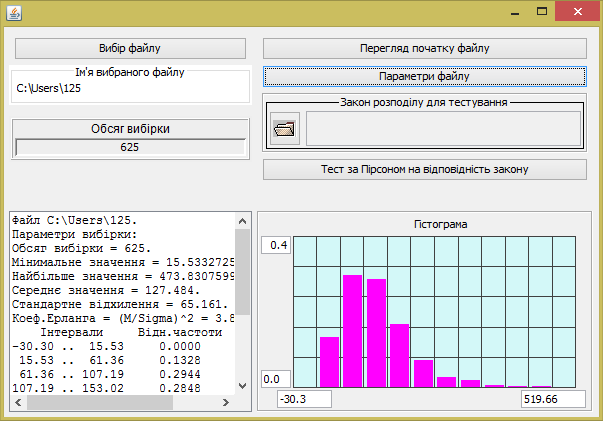 Вибір файлу
Перегляд початку файлу
Ім'я вибраного файлу
C:\Users\125
Параметри файлу
Закон розподілу для тестування
Обсяг вибірки
625
Тест за Пірсоном на відповідність закону
Файл C:\Users\125.
Параметри вибірки:
Обсяг вибірки = 625.
Мінімальне значення = 15.5332725
Найбільше значення = 473.8307599
Середнє значення = 127.484.
Стандартне відхилення = 65.161.
Коеф.Ерланга = (M/Sigma)^2 = 3.8
Інтервали Відн.частоти
-30.30 .. 15.53 0.0000
15.53 .. 61.36 0.1328
61.36 .. 107.19 0.2944
107.19 .. 153.02 0.2848
Гістограма
0.4
0.0
-30.3
519.66